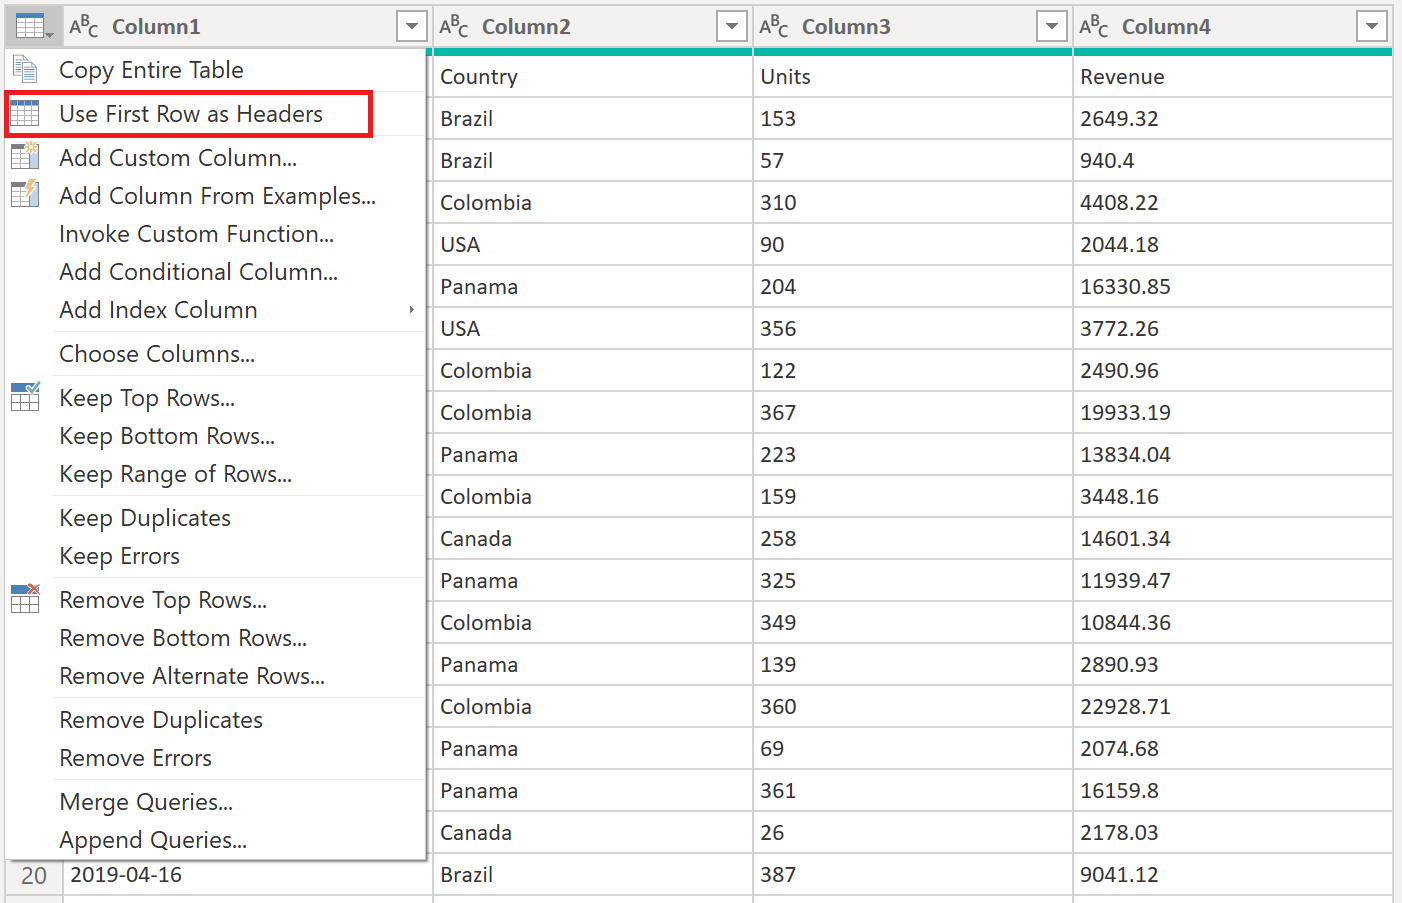 ABC Column1 ABC Column2 ABC Column3 ABC Column4
Copy Entire Table
Use First Row as Headers
Add Custom Column...
Add Column From Examples...
Invoke Custom Function...
Add Conditional Column...
Add Index Column
Choose Columns...
Keep Top Rows...
Keep Bottom Rows...
Keep Range of Rows...
Keep Duplicates
Keep Errors
Remove Top Rows...
Remove Bottom Rows...
Remove Alternate Rows...
Remove Duplicates
Remove Errors
Merge Queries...
Append Queries...
Country Units Revenue
Brazil 153 2649.32
Brazil 57 940.4
Colombia 310 4408.22
USA 90 2044.18
Panama 204 16330.85
USA 356 3772.26
Colombia 122 2490.96
Colombia 367 19933.19
Panama 223 13834.04
Colombia 159 3448.16
Canada 258 14601.34
Panama 325 11939.47
Colombia 349 10844.36
Panama 139 2890.93
Colombia 360 22928.71
Panama 69 2074.68
Panama 361 16159.8
Canada 26 2178.03
20 2019-04-16 Brazil 387 9041.12